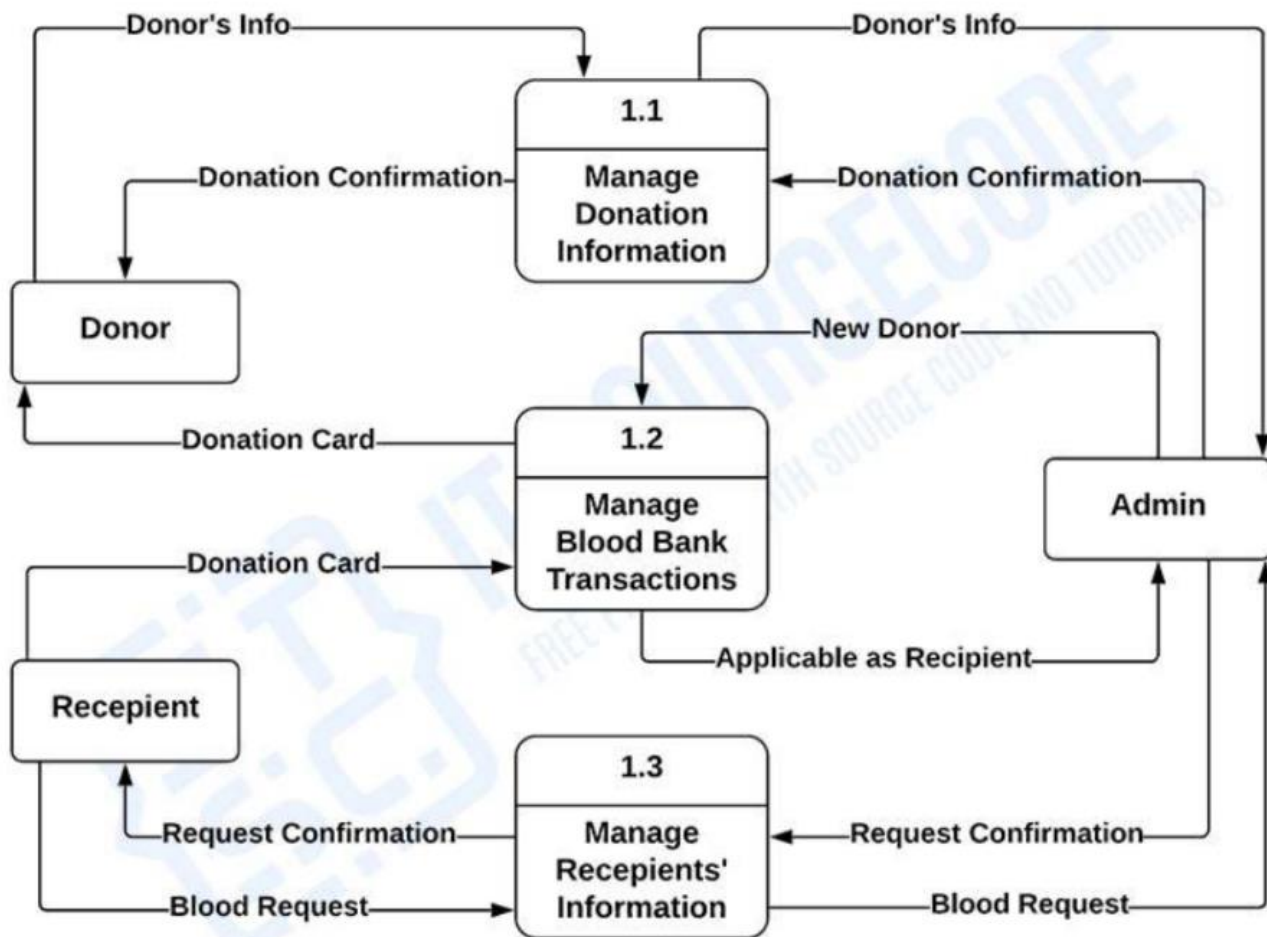 Donor's Info
Donor's Info
1.1
Manage
Donation
Information
Donation Confirmation
Donation Confirmation
Donor
New Donor
Donation Card
1.2
Manage
Blood Bank
Transactions
Admin
Donation Card
Applicable as Recipient
Recepient
1.3
Manage
Recepients'
Information
Request Confirmation
Request Confirmation
Blood Request
Blood Request